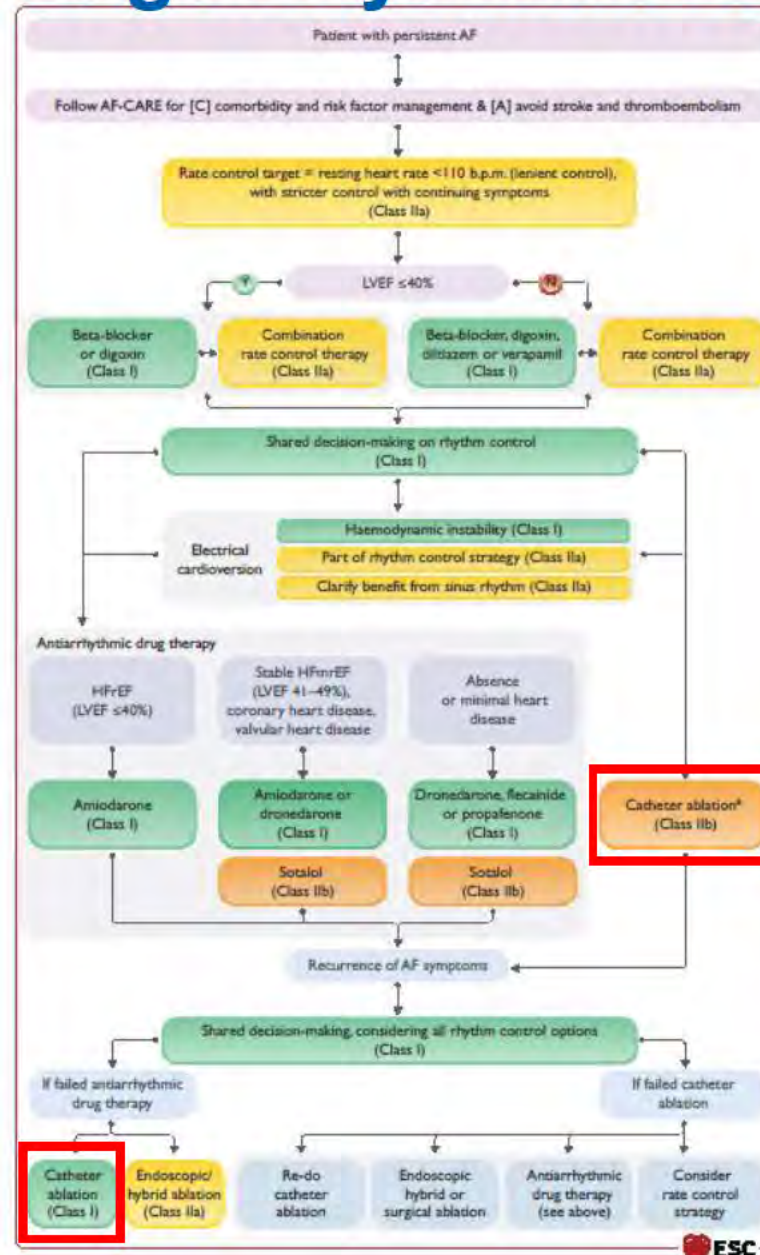 Patient with persistent AF
Follow AF-CARE for [C] comorbidity and risk factor management & [A] avoid stroke and thromboembolism
Rate control target = resting heart rate <110 b.p.m. (lenient control),
with stricter control with continuing symptoms
(Class IIa)
Y
LVEF ≤40%
N
Beta-blocker
or digoxin
(Class I)
Combination
rate control therapy
(Class IIa)
Beta-blocker, digoxin,
diltiazem or verapamil
(Class I)
Combination
rate control therapy
(Class IIa)
Shared decision-making on rhythm control
(Class I)
Electrical
cardioversion
Haemodynamic instability (Class I)
Part of rhythm control strategy (Class IIa)
Clarify benefit from sinus rhythm (Class IIa)
Antiarrhythmic drug therapy
HFrEF
(LVEF ≤40%)
Stable HFmrEF
(LVEF 41–49%),
coronary heart disease,
valvular heart disease
Absence
or minimal heart
disease
Amiodarone
(Class I)
Amiodarone or
dronedarone
(Class I)
Dronedarone, flecainide
or propafenone
(Class I)
Catheter ablationª
(Class IIb)
Sotalol
(Class IIb)
Sotalol
(Class IIb)
Recurrence of AF symptoms
Shared decision-making, considering all rhythm control options
(Class I)
If failed antiarrhythmic
drug therapy
If failed catheter
ablation
Catheter
ablation
(Class I)
Endoscopic/
hybrid ablation
(Class IIa)
Re-do
catheter
ablation
Endoscopic
hybrid or
surgical ablation
Antiarrhythmic
drug therapy
(see above)
Consider
rate control
strategy
ESC